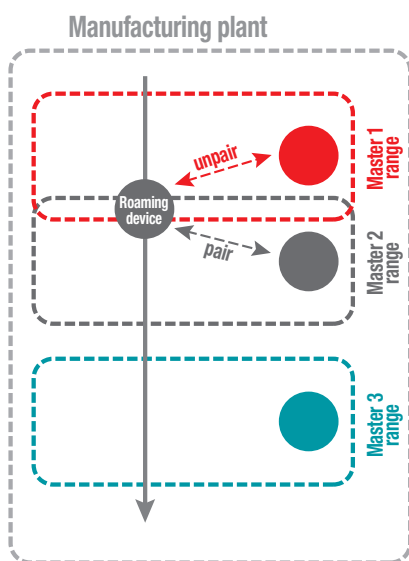 Manufacturing plant
unpair
Master 1
range
Roaming
device
pair
Master 2
range
Master 3
range